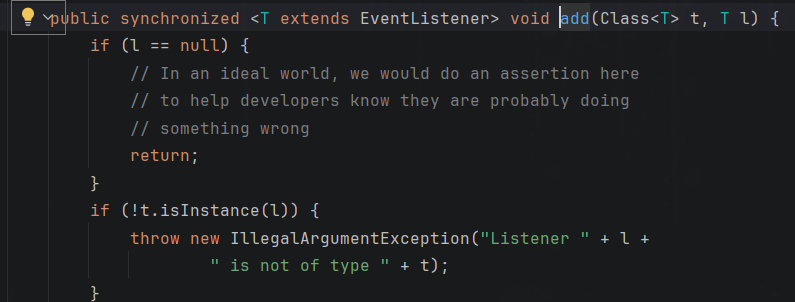 public synchronized <T extends EventListener> void add(Class<T> t, T l) {
if (l == null) {
// In an ideal world, we would do an assertion here
// to help developers know they are probably doing
// something wrong
return;
}
if (!t.isInstance(l)) {
throw new IllegalArgumentException("Listener " + l +
" is not of type " + t);
}